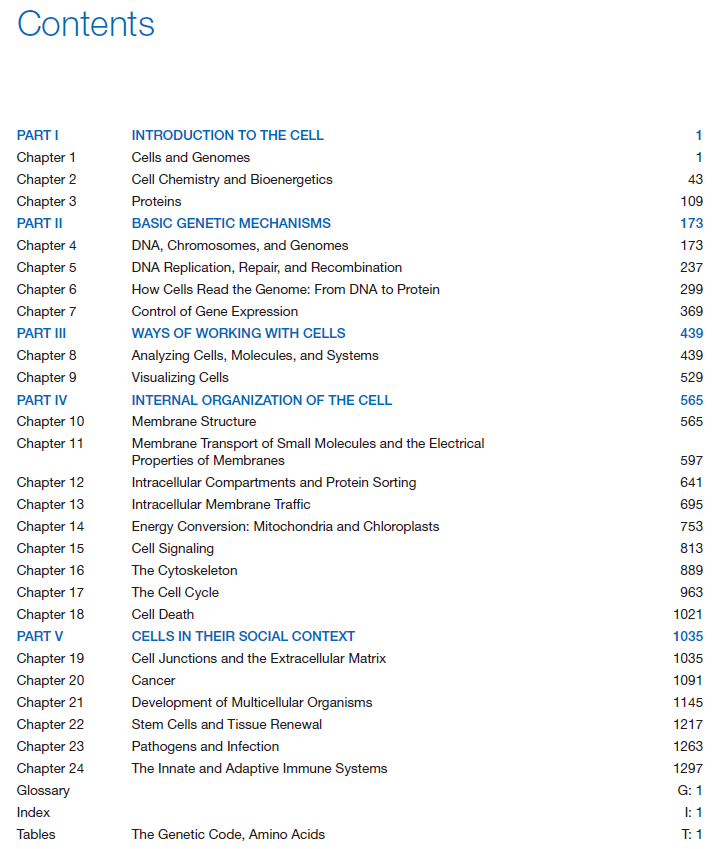 Contents
PART I INTRODUCTION TO THE CELL 1
Chapter 1 Cells and Genomes 1
Chapter 2 Cell Chemistry and Bioenergetics 43
Chapter 3 Proteins 109
PART II BASIC GENETIC MECHANISMS 173
Chapter 4 DNA, Chromosomes, and Genomes 173
Chapter 5 DNA Replication, Repair, and Recombination 237
Chapter 6 How Cells Read the Genome: From DNA to Protein 299
Chapter 7 Control of Gene Expression 369
PART III WAYS OF WORKING WITH CELLS 439
Chapter 8 Analyzing Cells, Molecules, and Systems 439
Chapter 9 Visualizing Cells 529
PART IV INTERNAL ORGANIZATION OF THE CELL 565
Chapter 10 Membrane Structure 565
Chapter 11 Membrane Transport of Small Molecules and the Electrical
Properties of Membranes 597
Chapter 12 Intracellular Compartments and Protein Sorting 641
Chapter 13 Intracellular Membrane Traffic 695
Chapter 14 Energy Conversion: Mitochondria and Chloroplasts 753
Chapter 15 Cell Signaling 813
Chapter 16 The Cytoskeleton 889
Chapter 17 The Cell Cycle 963
Chapter 18 Cell Death 1021
PART V CELLS IN THEIR SOCIAL CONTEXT 1035
Chapter 19 Cell Junctions and the Extracellular Matrix 1035
Chapter 20 Cancer 1091
Chapter 21 Development of Multicellular Organisms 1145
Chapter 22 Stem Cells and Tissue Renewal 1217
Chapter 23 Pathogens and Infection 1263
Chapter 24 The Innate and Adaptive Immune Systems 1297
Glossary G: 1
Index I: 1
Tables The Genetic Code, Amino Acids T: 1